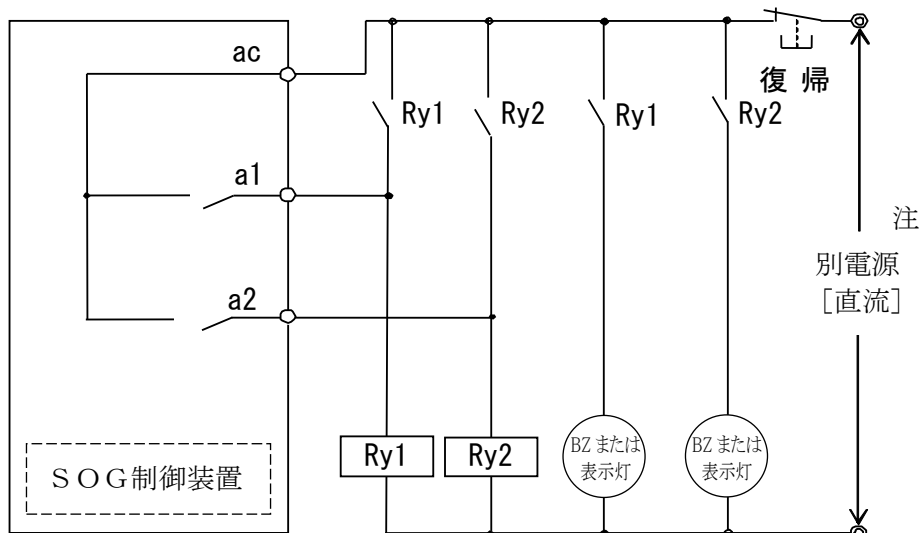 ac
Ry1
Ry2
Ry1
Ry2
復帰
a1
注
別電源
[直流]
a2
Ry1
Ry2
BZ または
表示灯
BZ または
表示灯
SOG制御装置